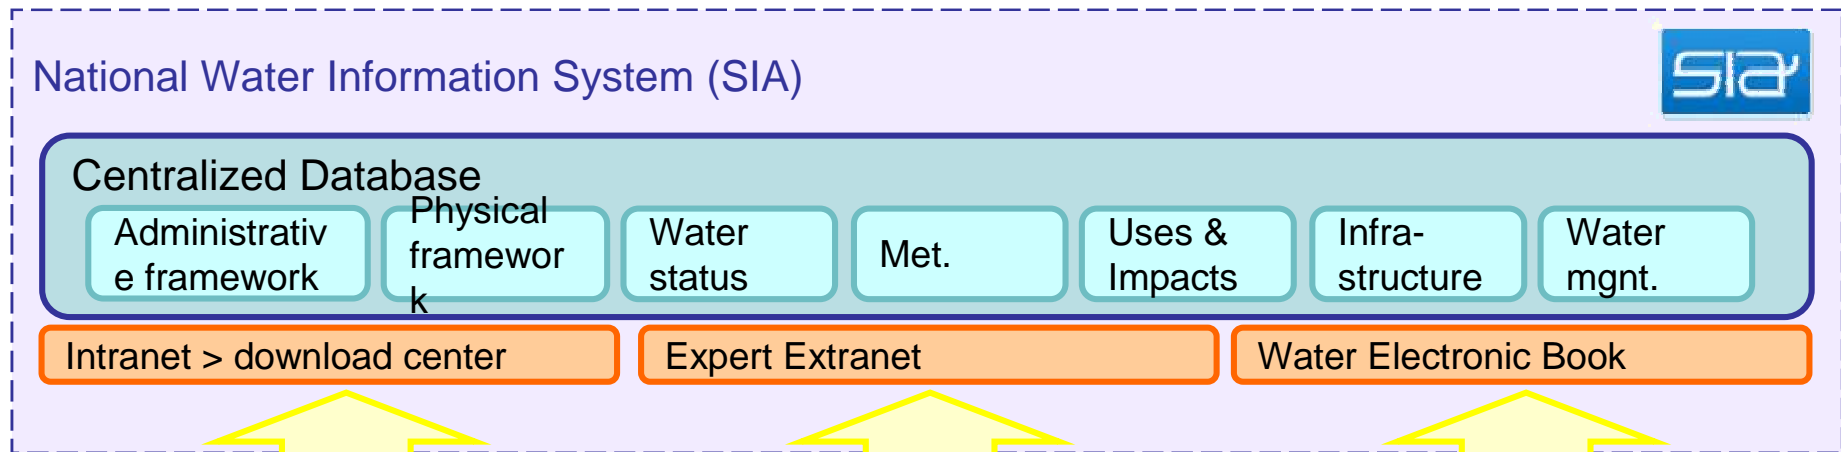 National Water Information System (SIA)
sia
Centralized Database
Administrativ
e framework
Physical
framewor
k
Water
status
Met.
Uses &
Impacts
Infra-
structure
Water
mgnt.
Intranet > download center
Expert Extranet
Water Electronic Book